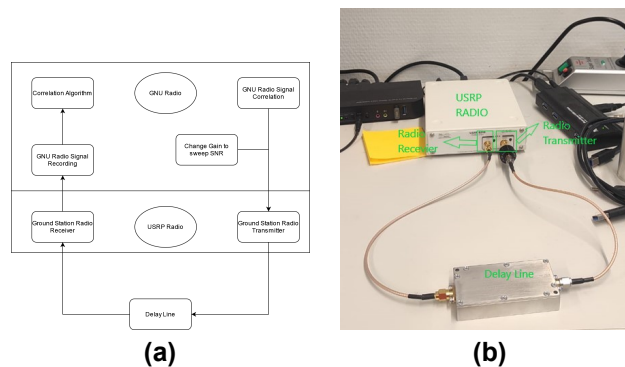 Correlation Algorithm
GNU Radio
GNU Radio Signal
Correlation
Change Gain to
sweep SNR
GNU Radio Signal
Recording
Ground Station Radio
Receiver
USRP Radio
Ground Station Radio
Transmitter
Delay Line
(a)
USRP
RADIO
Radio
Receiver
Radio
Transmitter
Delay Line
(b)